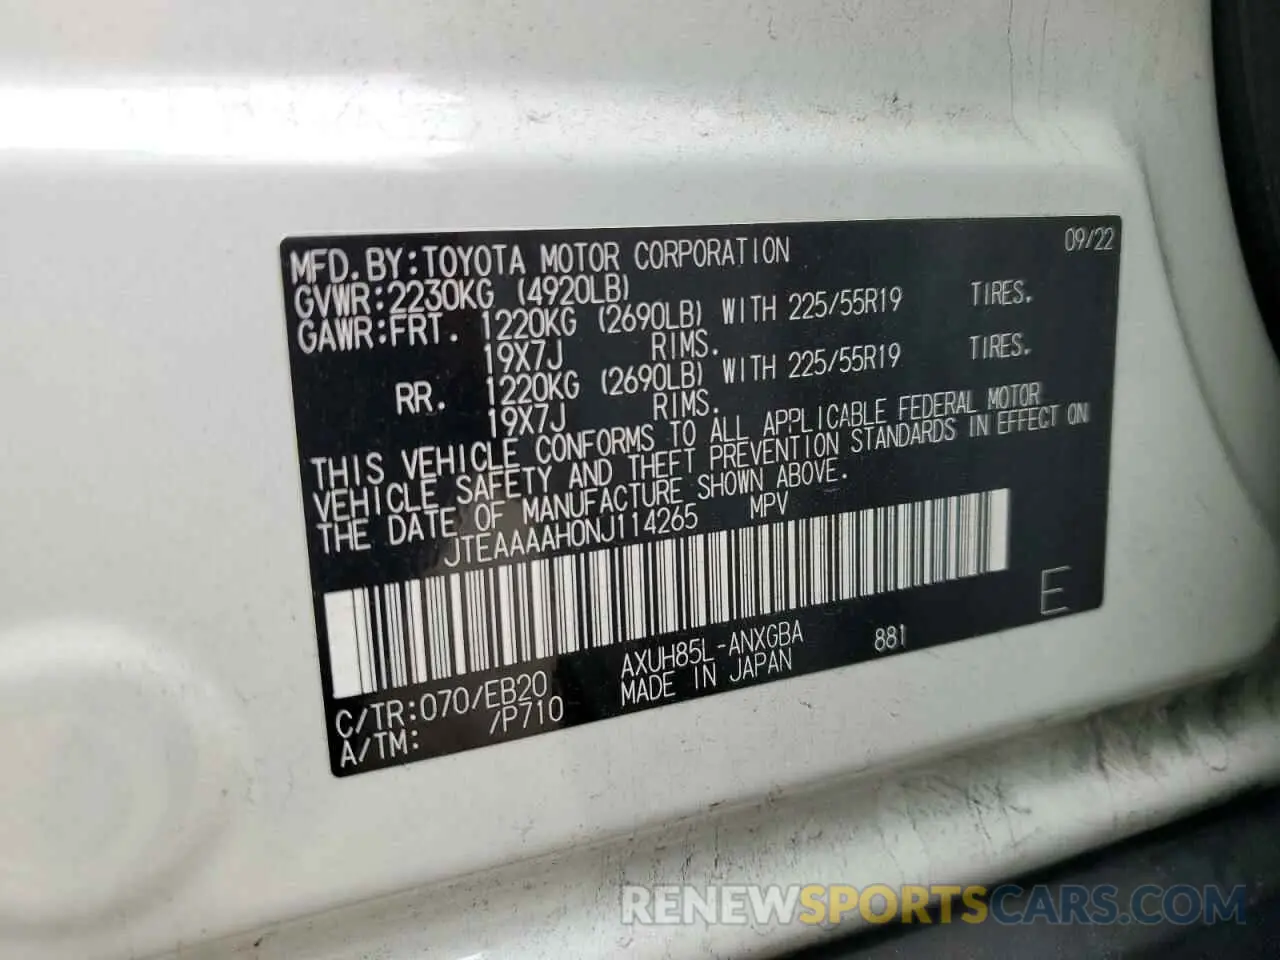 MFD.BY:TOYOTA MOTOR CORPORATION 09/22
GVWR:2230KG (4920LB)
GAWR:FRT. 1220KG (2690LB) WITH 225/55R19 TIRES.
19X7J RIMS.
RR. 1220KG (2690LB) WITH 225/55R19 TIRES.
19X7J RIMS.
THIS VEHICLE CONFORMS TO ALL APPLICABLE FEDERAL MOTOR
VEHICLE SAFETY AND THEFT PREVENTION STANDARDS IN EFFECT ON
THE DATE OF MANUFACTURE SHOWN ABOVE.
JTEAAAAH0NJ114265 MPV
E
C/TR:070/EB20 AXUH85L-ANXGBA 881
A/TM: /P710 MADE IN JAPAN
RENEWSPORTSCARS.COM